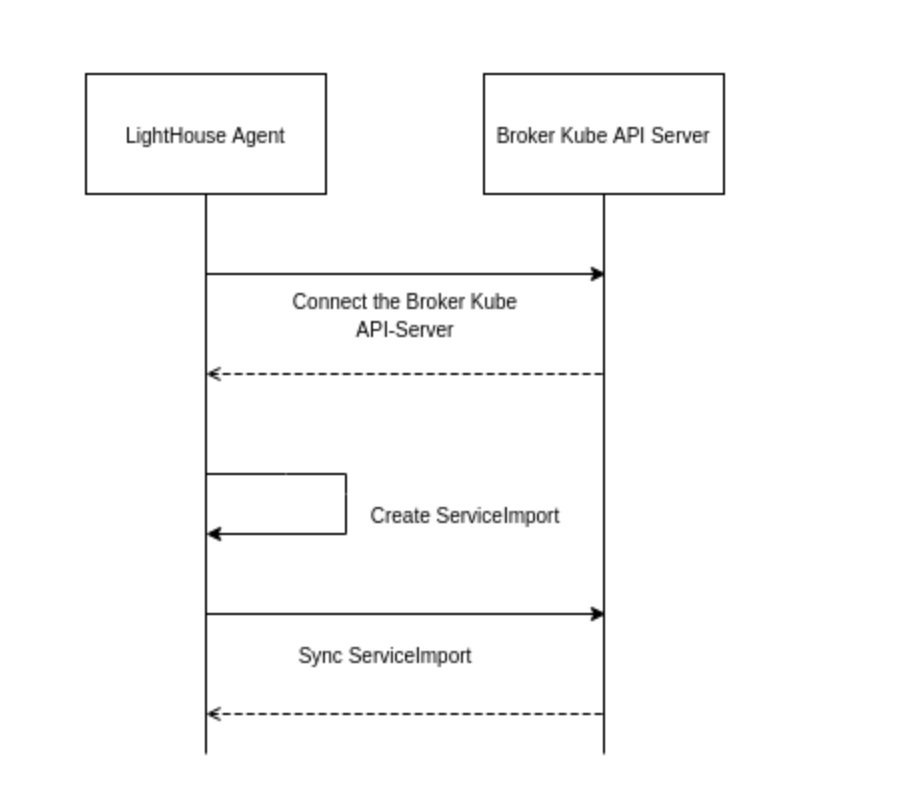 LightHouse Agent
Broker Kube API Server
Connect the Broker Kube
API-Server
Create ServiceImport
Sync ServiceImport